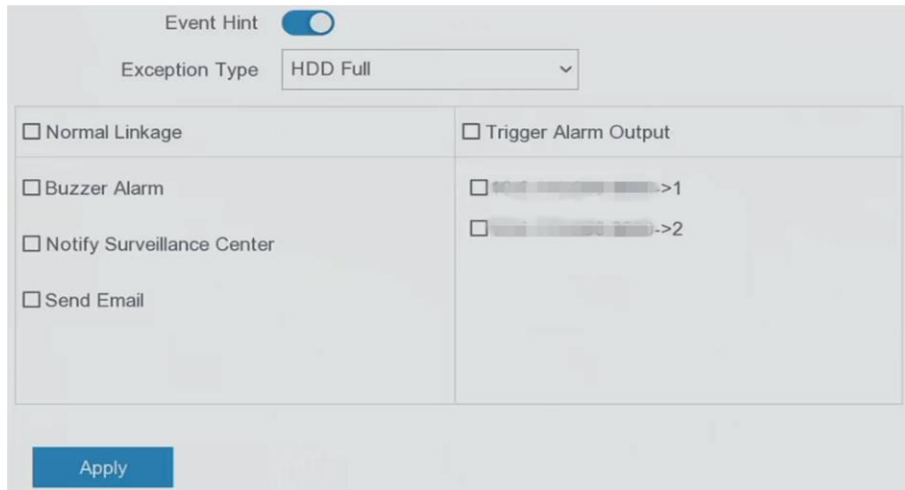 Event Hint
Exception Type HDD Full
Normal Linkage
Trigger Alarm Output
Buzzer Alarm
->1
Notify Surveillance Center
->2
Send Email
Apply